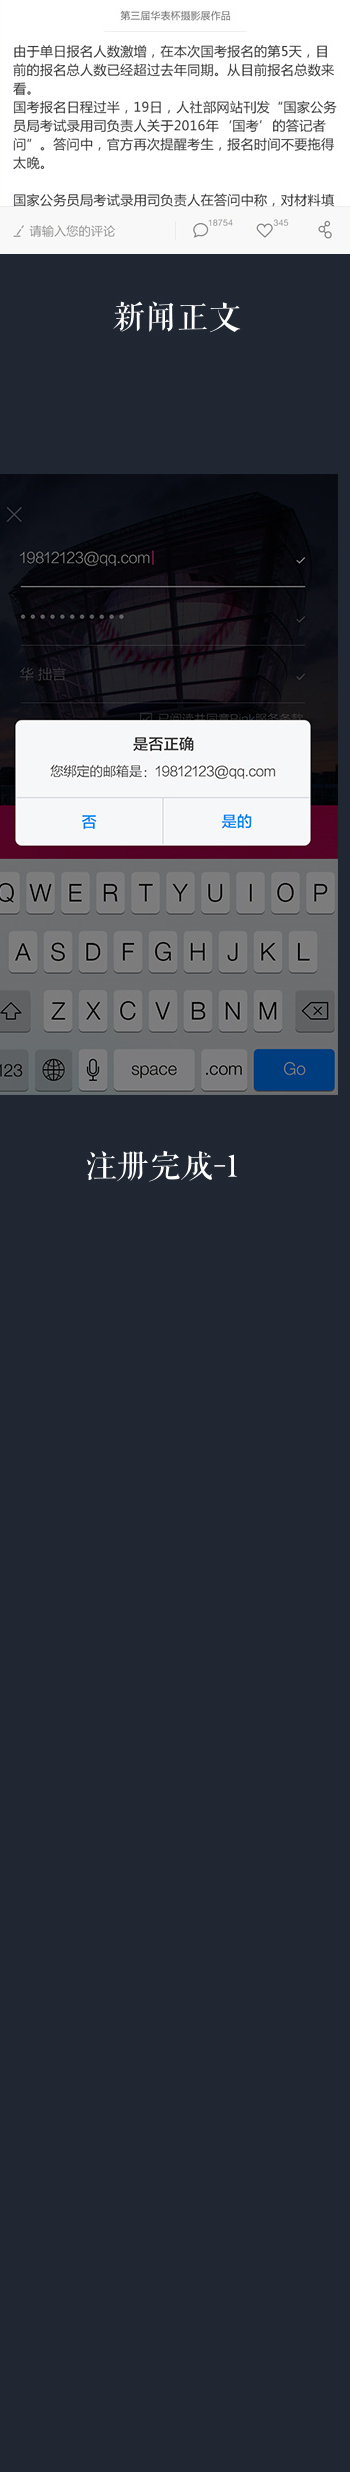 第三届华表杯摄影展作品
由于单日报名人数激增，在本次国考报名的第5天，目
前的报名总人数已经超过去年同期。从目前报名总数来
看。
国考报名日程过半，19日，人社部网站刊发“国家公务
员局考试录用司负责人关于2016年‘国考’的答记者
问”。答问中，官方再次提醒考生，报名时间不要拖得
太晚。
国家公务员局考试录用司负责人在答问中称，对材料填
请输入您的评论
18754
345
新闻正文
19812123@qq.com
华 拙言
是否正确
您绑定的邮箱是：19812123@qq.com
否
是的
Q W E R T Y U I O P
A S D F G H J K L
Z X C V B N M
123
space
.com
Go
注册完成-1